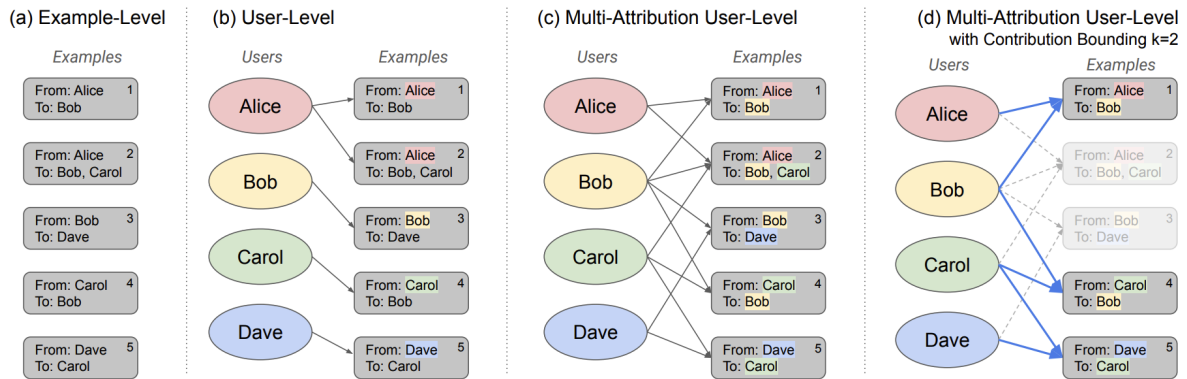 (a) Example-Level
Examples
From: Alice 1
To: Bob
From: Alice 2
To: Bob, Carol
From: Bob 3
To: Dave
From: Carol 4
To: Bob
From: Dave 5
To: Carol
(b) User-Level
Users
Examples
Alice
Bob
Carol
Dave
From: Alice 1
To: Bob
From: Alice 2
To: Bob, Carol
From: Bob 3
To: Dave
From: Carol 4
To: Bob
From: Dave 5
To: Carol
(c) Multi-Attribution User-Level
Users
Examples
Alice
Bob
Carol
Dave
From: Alice 1
To: Bob
From: Alice 2
To: Bob, Carol
From: Bob 3
To: Dave
From: Carol 4
To: Bob
From: Dave 5
To: Carol
(d) Multi-Attribution User-Level
with Contribution Bounding k=2
Users
Examples
Alice
Bob
Carol
Dave
From: Alice 1
To: Bob
From: Alice 2
To: Bob, Carol
From: Bob 3
To: Dave
From: Carol 4
To: Bob
From: Dave 5
To: Carol